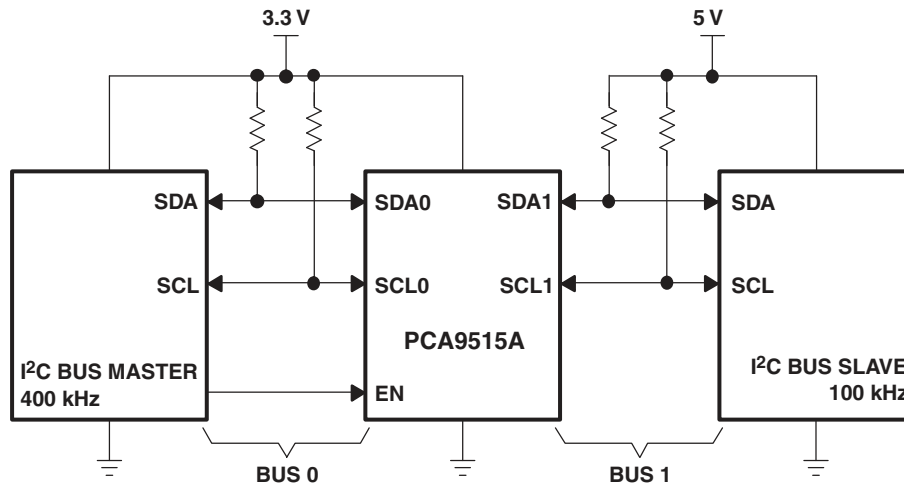 3.3 V
5 V
SDA
SDA0
SDA1
SDA
SCL
SCL0
SCL1
SCL
PCA9515A
I²C BUS MASTER
400 kHz
EN
I²C BUS SLAVE
100 kHz
BUS 0
BUS 1